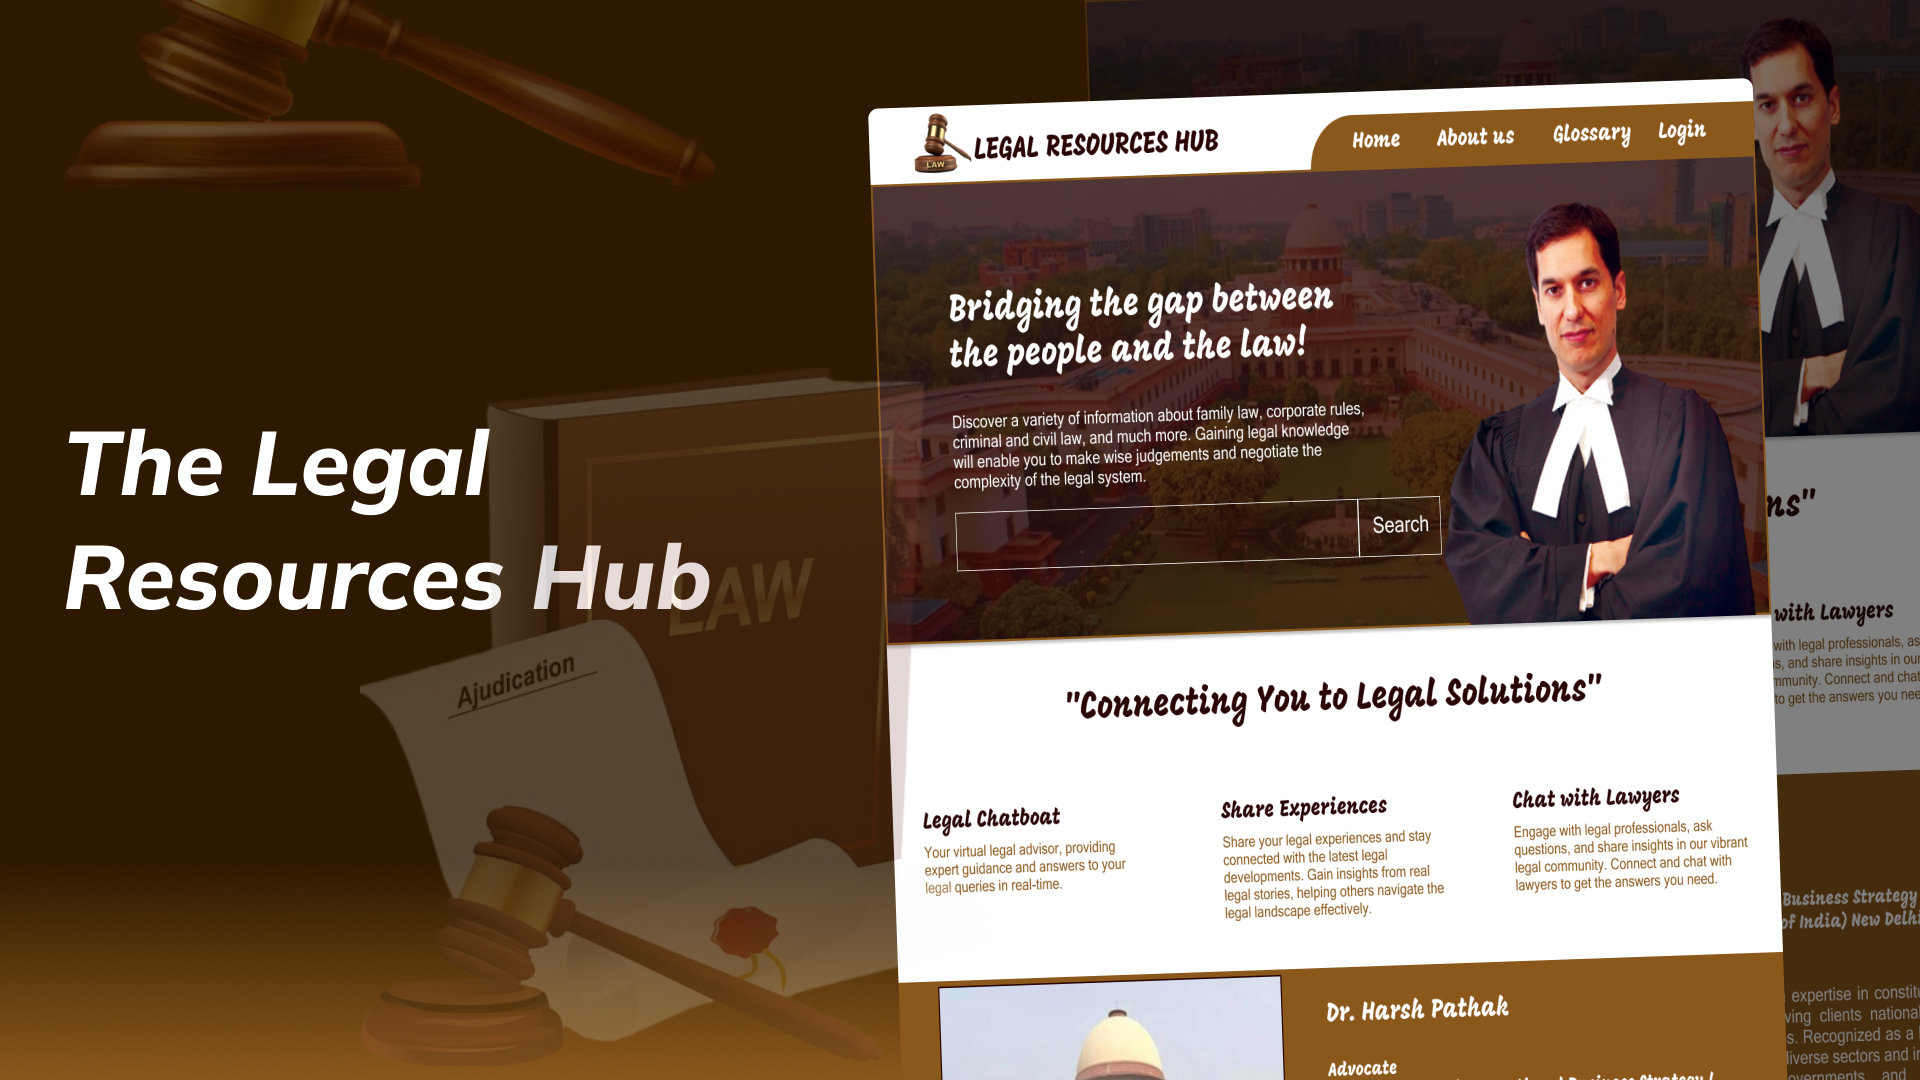 The Legal
Resources Hub
LAW
Ajudication
LAW
LEGAL RESOURCES HUB
Home
About us
Glossary
Login
Bridging the gap between
the people and the law!
Discover a variety of information about family law, corporate rules,
criminal and civil law, and much more. Gaining legal knowledge
will enable you to make wise judgements and negotiate the
complexity of the legal system.
Search
"Connecting You to Legal Solutions"
Legal Chatboat
Your virtual legal advisor, providing
expert guidance and answers to your
legal queries in real-time.
Share Experiences
Share your legal experiences and stay
connected with the latest legal
developments. Gain insights from real
legal stories, helping others navigate the
legal landscape effectively.
Chat with Lawyers
Engage with legal professionals, ask
questions, and share insights in our vibrant
legal community. Connect and chat with
lawyers to get the answers you need.
Dr. Harsh Pathak
Advocate
ns"
with Lawyers
with legal professionals, as
s, and share insights in our
mmunity. Connect and chat
to get the answers you nee
Business Strategy
of India) New Delhi
expertise in constitu
ving clients national
s. Recognized as a
diverse sectors and in
overnments and